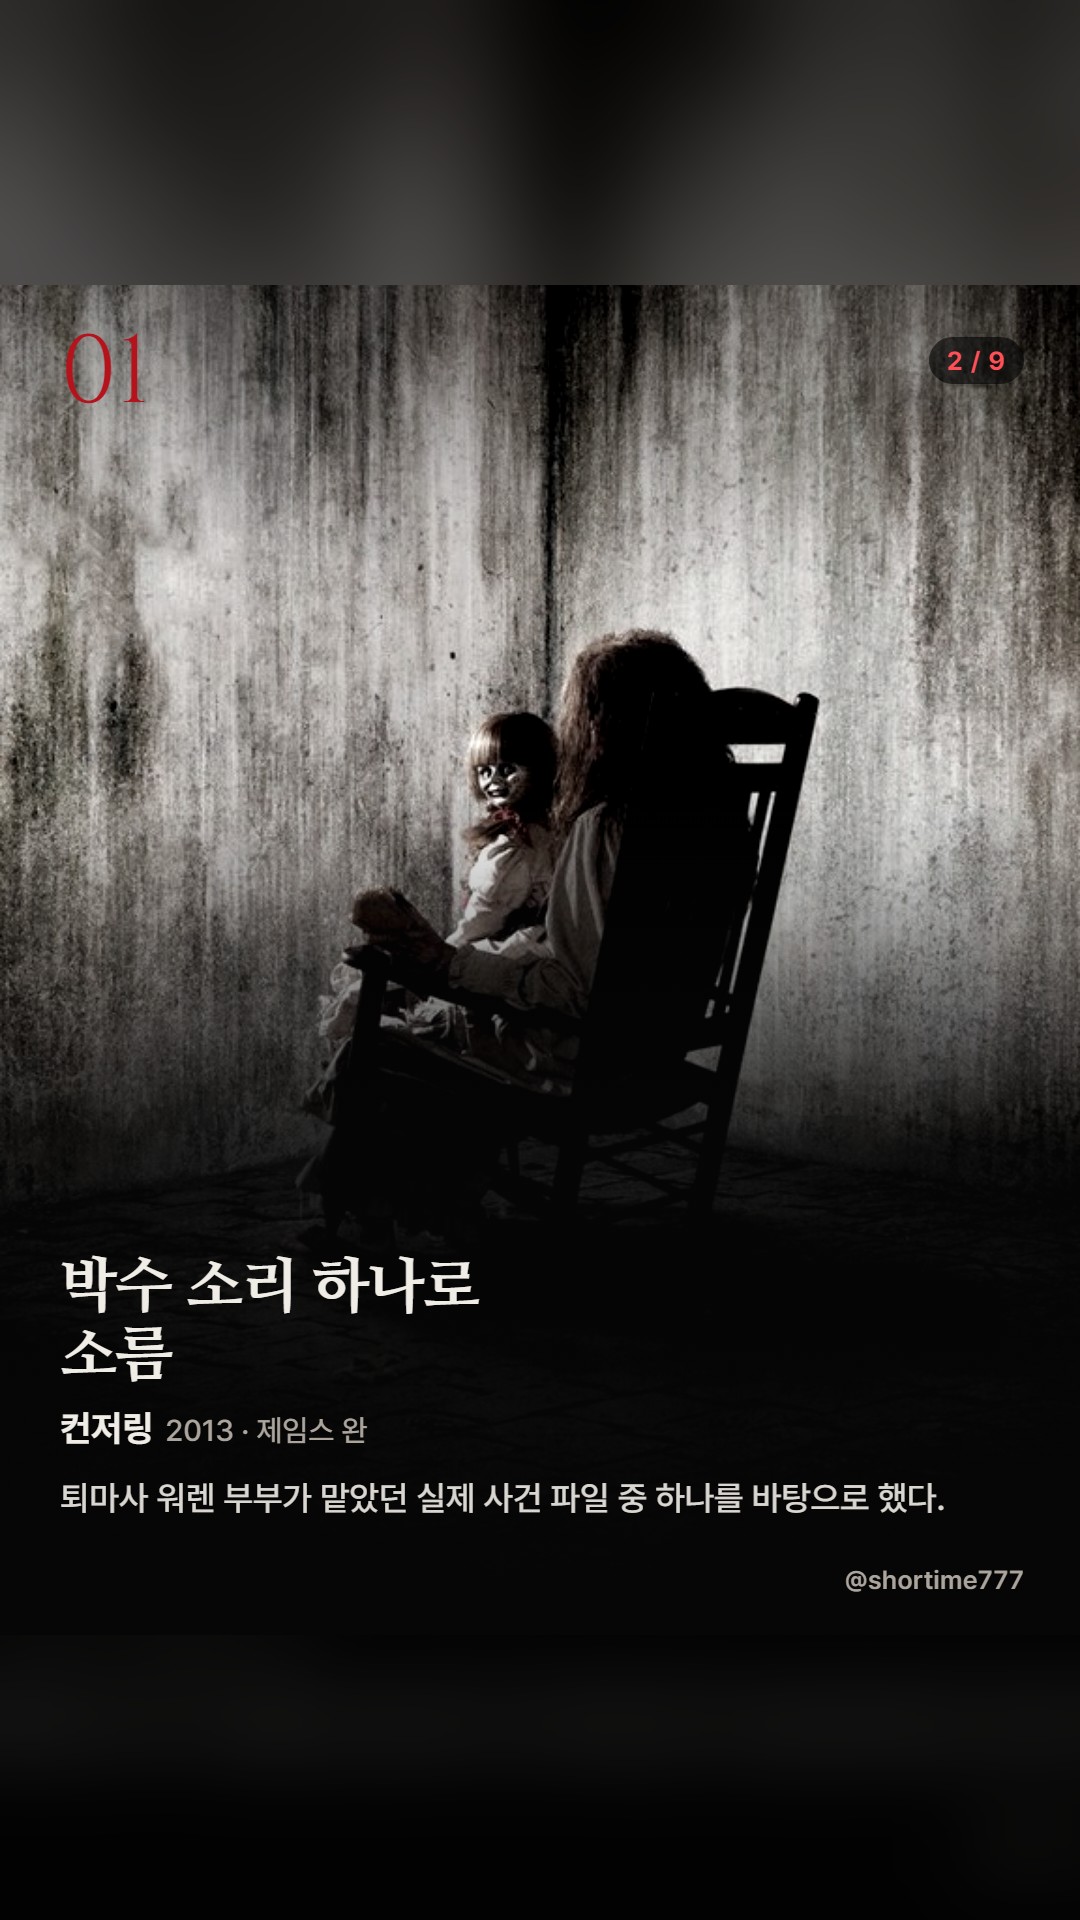 01
2 / 9
박수 소리 하나로
소름
컨저링 2013 · 제임스 완
퇴마사 워렌 부부가 맡았던 실제 사건 파일 중 하나를 바탕으로 했다.
@shortime777